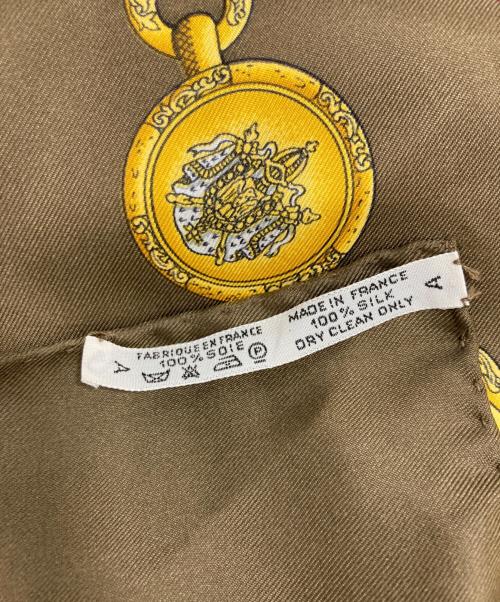 A
FABRIQUE EN FRANCE
100% SOIE
MADE IN FRANCE
100% SILK
DRY CLEAN ONLY
A